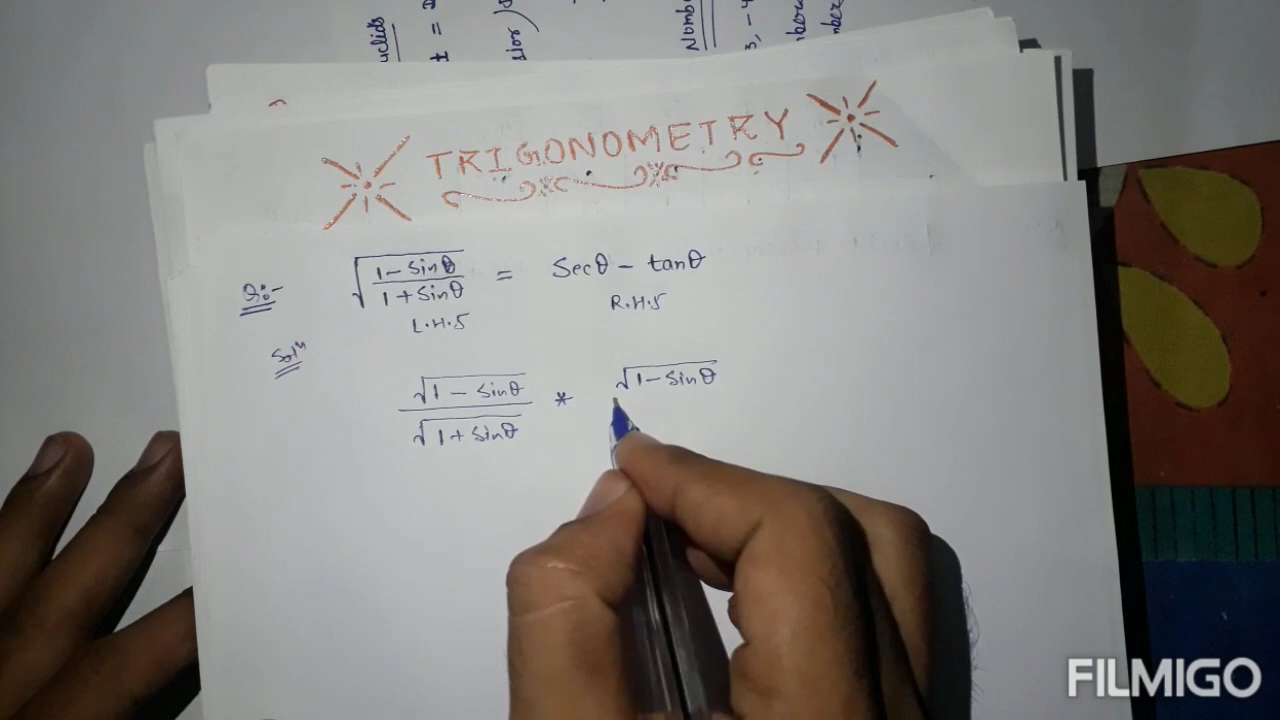 TRIGONOMETRY
Q:- √(1-sinθ / 1+sinθ) = secθ - tanθ
L.H.S R.H.S
Solⁿ
√1-sinθ / √1+sinθ * √1-sinθ
FILMIGO